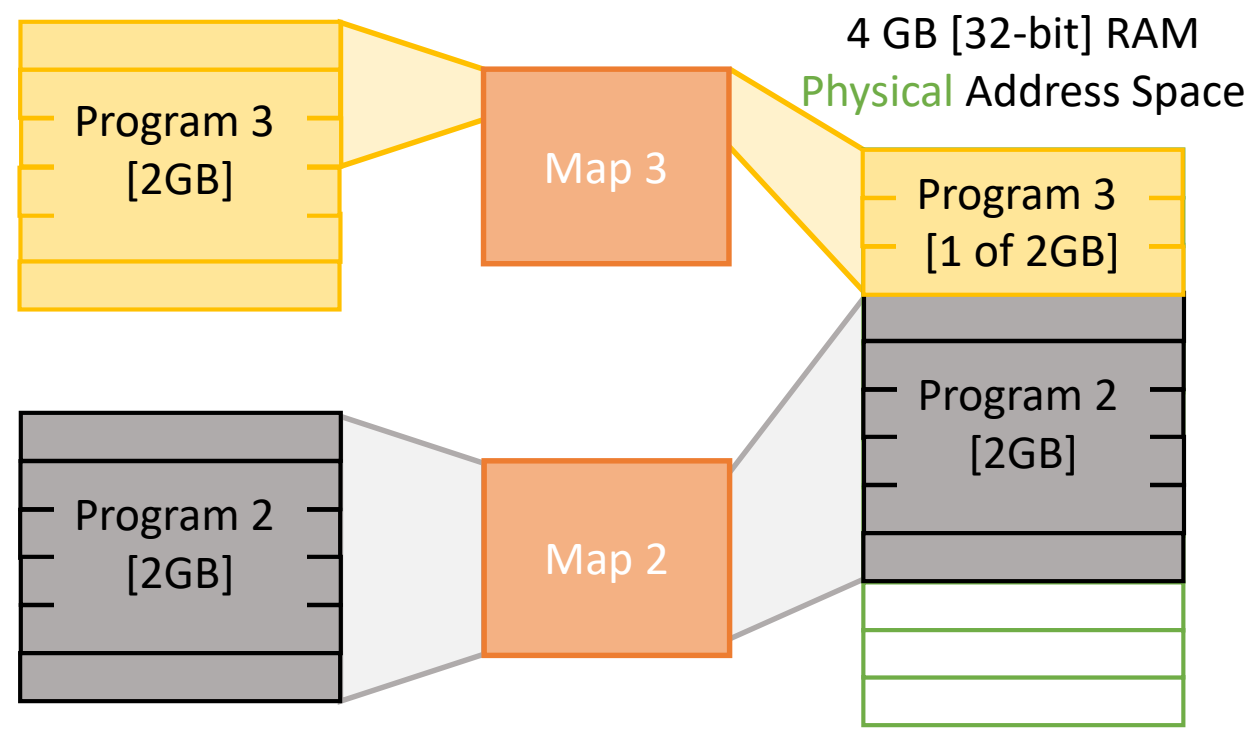 4 GB [32-bit] RAM
Physical Address Space
Program 3
[2GB]
Map 3
Program 3
[1 of 2GB]
Program 2
[2GB]
Program 2
[2GB]
Map 2